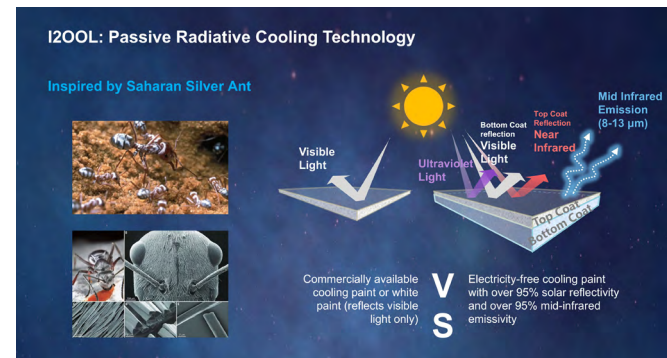 I2OOL: Passive Radiative Cooling Technology
Inspired by Saharan Silver Ant
Visible
Light
Ultraviolet
Light
Bottom Coat
reflection
Visible
Light
Top Coat
Reflection
Near
Infrared
Mid Infrared
Emission
(8-13 μm)
Top Coat
Bottom Coat
Commercially available
cooling paint or white
paint (reflects visible
light only)
V
S
Electricity-free cooling paint
with over 95% solar reflectivity
and over 95% mid-infrared
emissivity